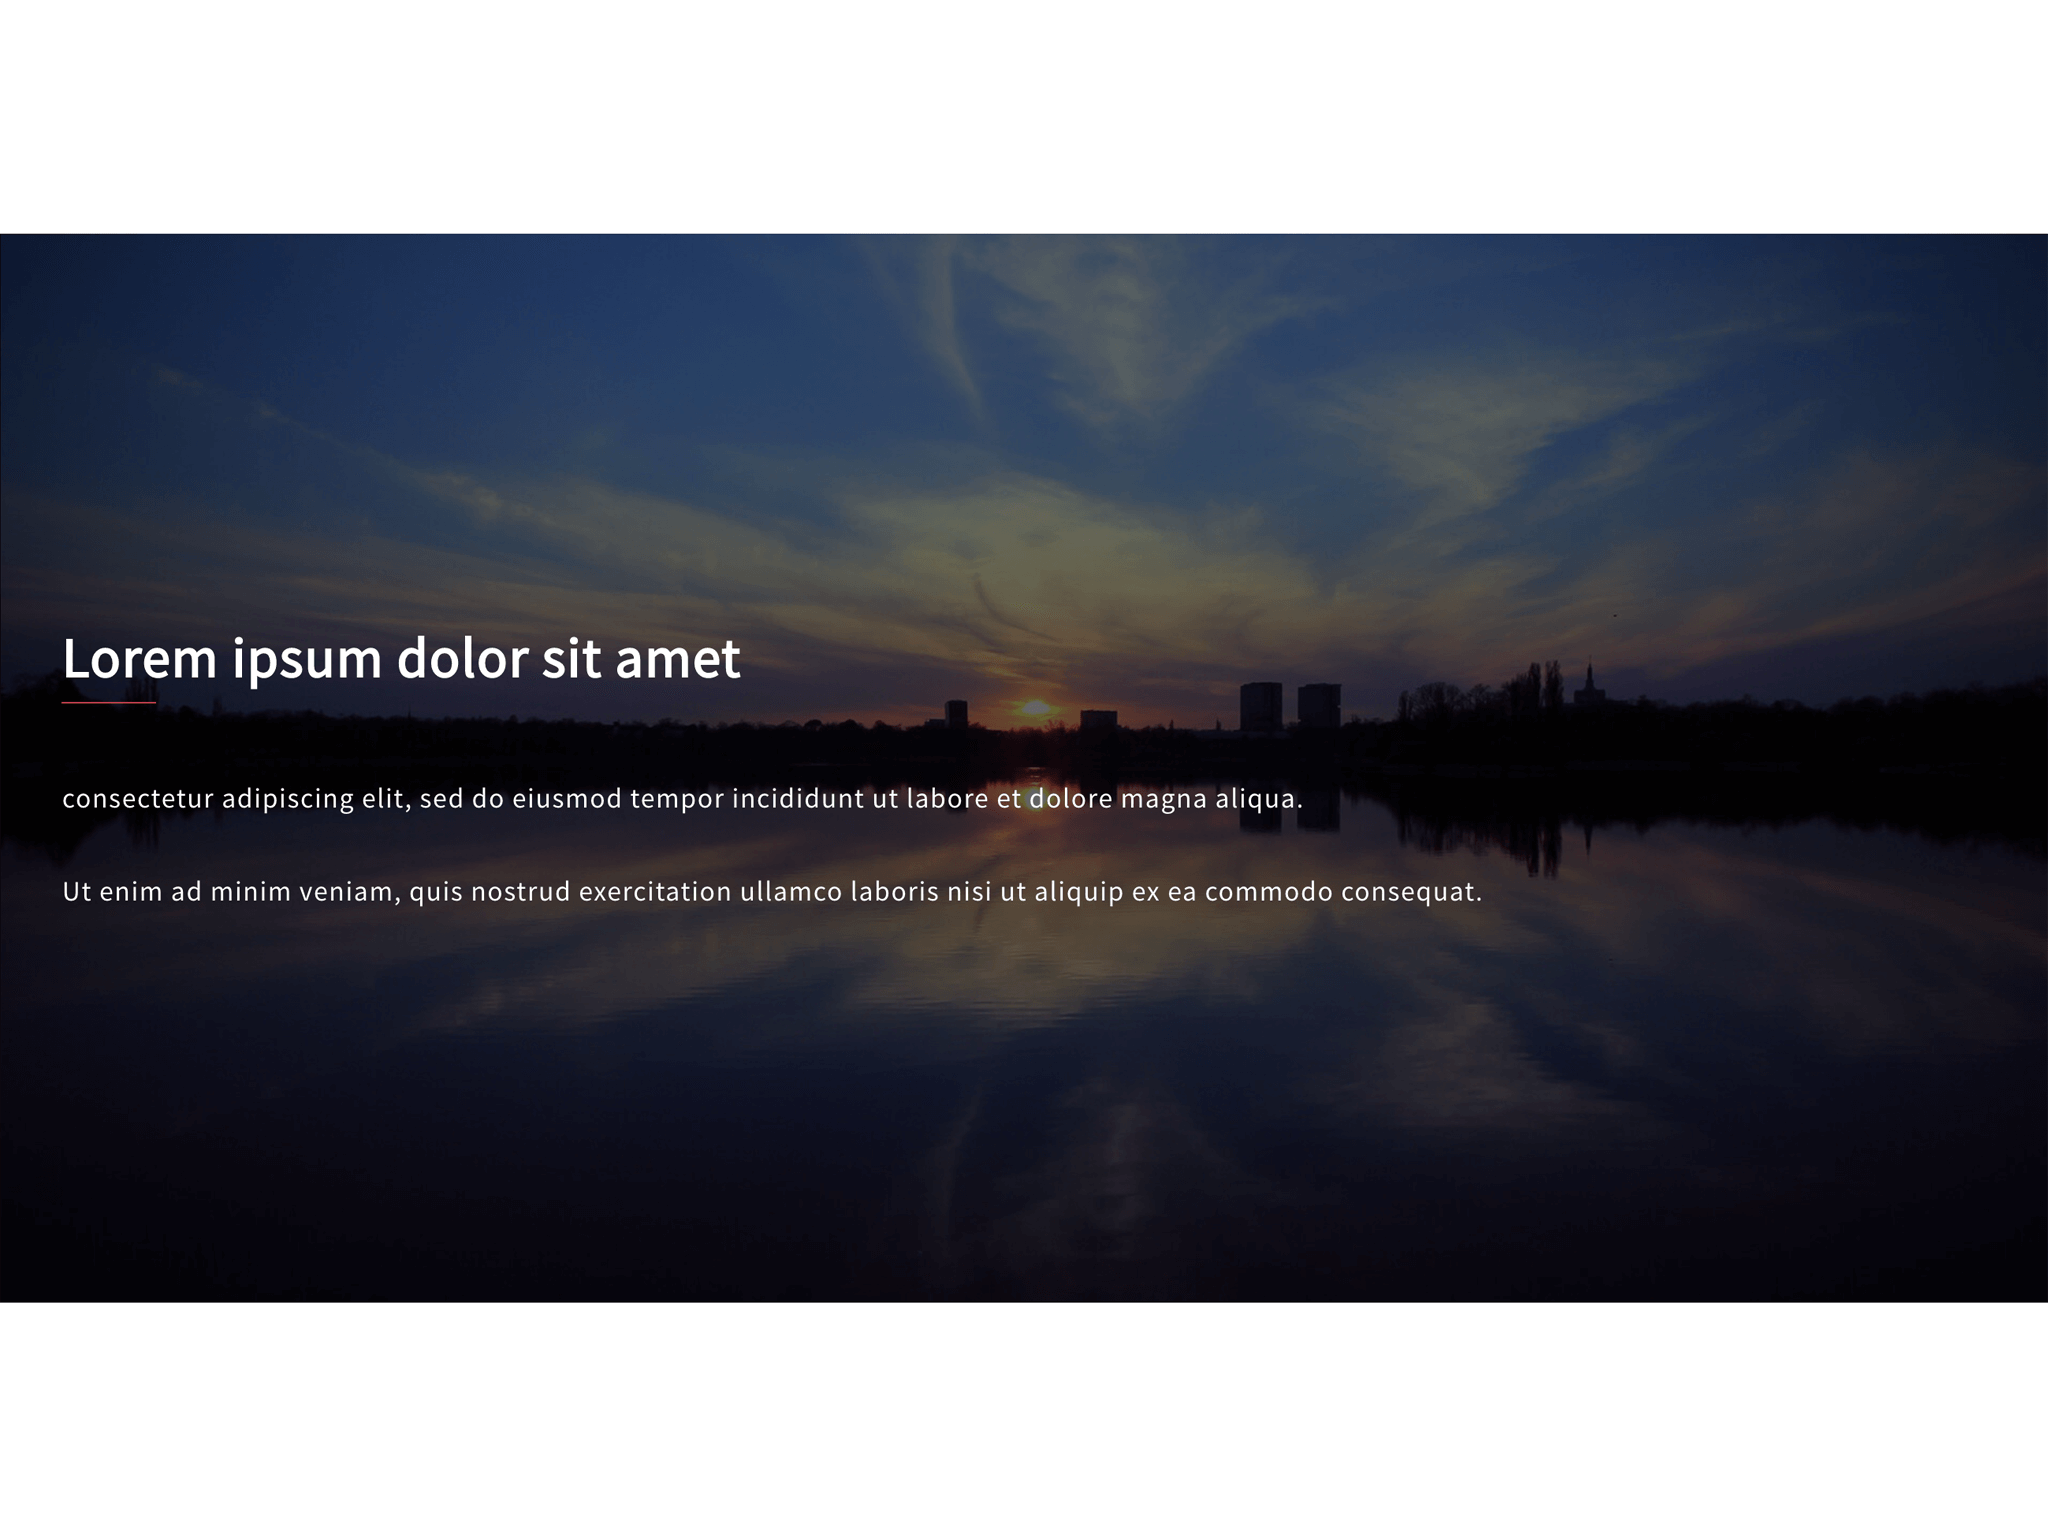 Lorem ipsum dolor sit amet
consectetur adipiscing elit, sed do eiusmod tempor incididunt ut labore et dolore magna aliqua.
Ut enim ad minim veniam, quis nostrud exercitation ullamco laboris nisi ut aliquip ex ea commodo consequat.